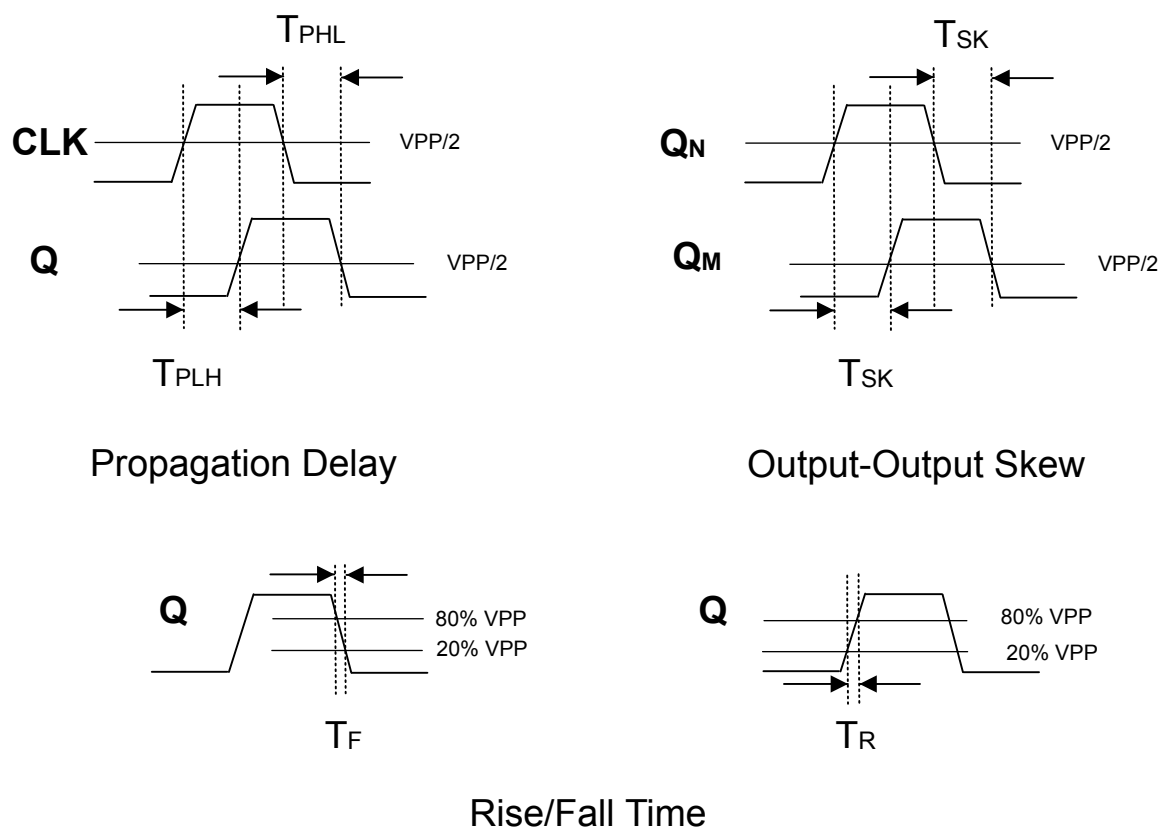 TPHL
CLK
VPP/2
Q
VPP/2
TPLH
Propagation Delay
TSK
QN
VPP/2
QM
VPP/2
TSK
Output-Output Skew
Q
80% VPP
20% VPP
TF
Q
80% VPP
20% VPP
TR
Rise/Fall Time